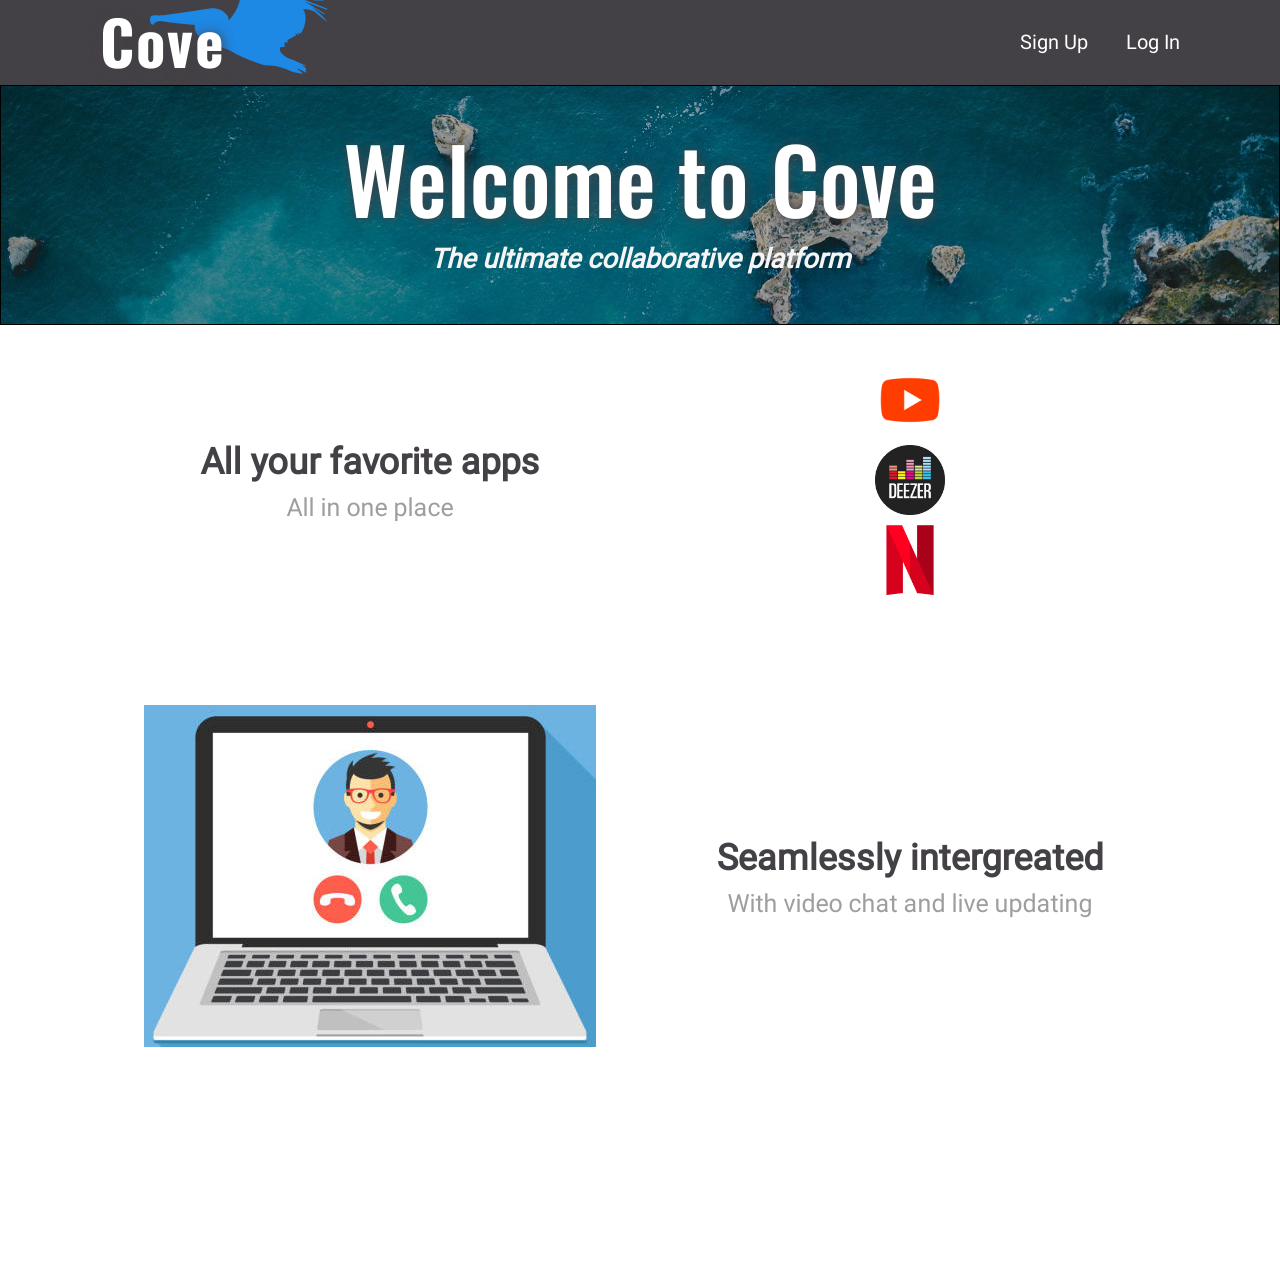 Cove
Sign Up
Log In
Welcome to Cove
The ultimate collaborative platform
All your favorite apps
All in one place
DEEZER
Seamlessly intergreated
With video chat and live updating